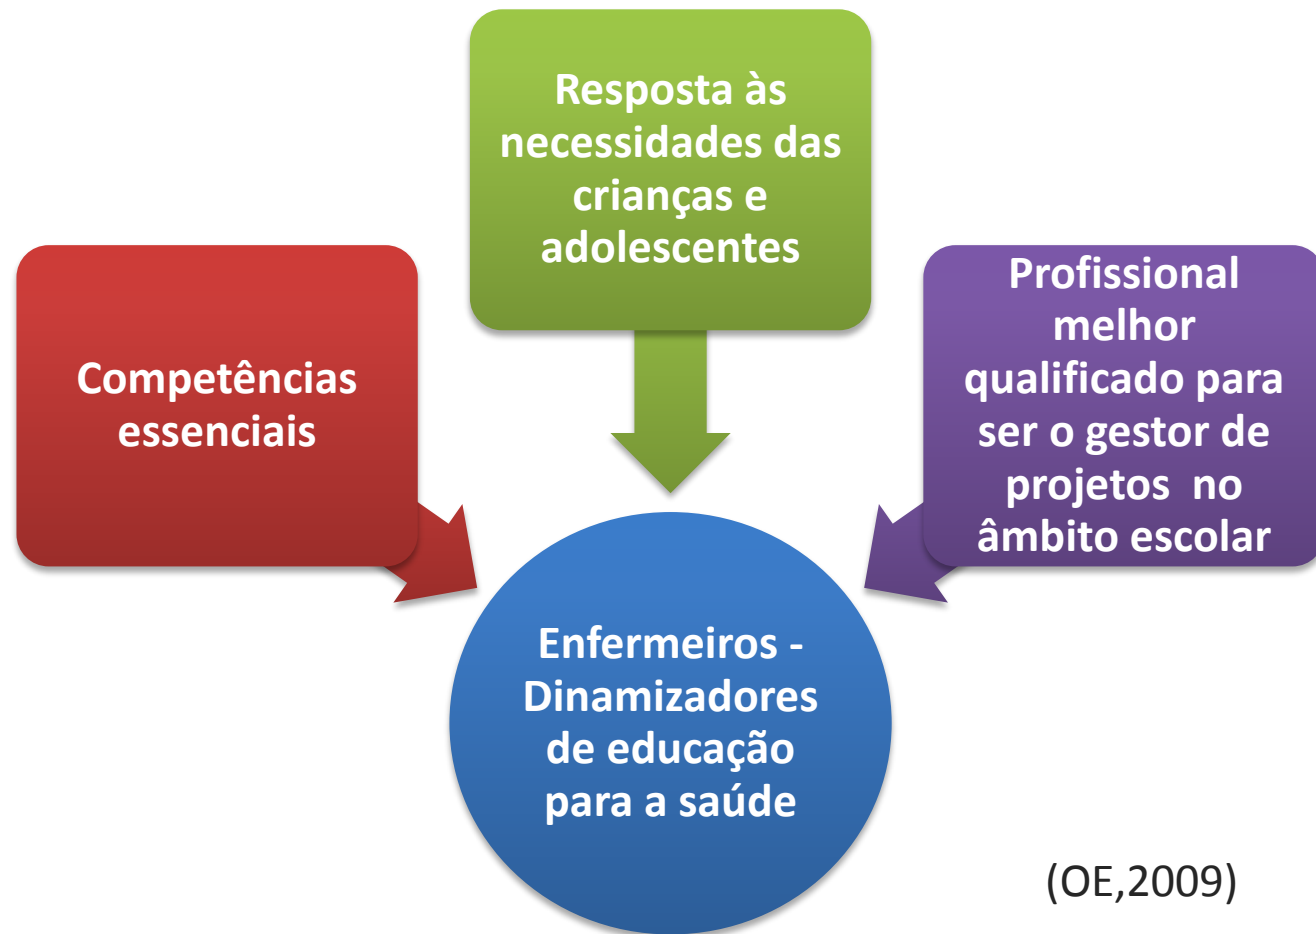 Resposta às
necessidades das
crianças e
adolescentes
Competências
essenciais
Profissional
melhor
qualificado para
ser o gestor de
projetos  no
âmbito escolar
Enfermeiros -
Dinamizadores
de educação
para a saúde
(OE,2009)